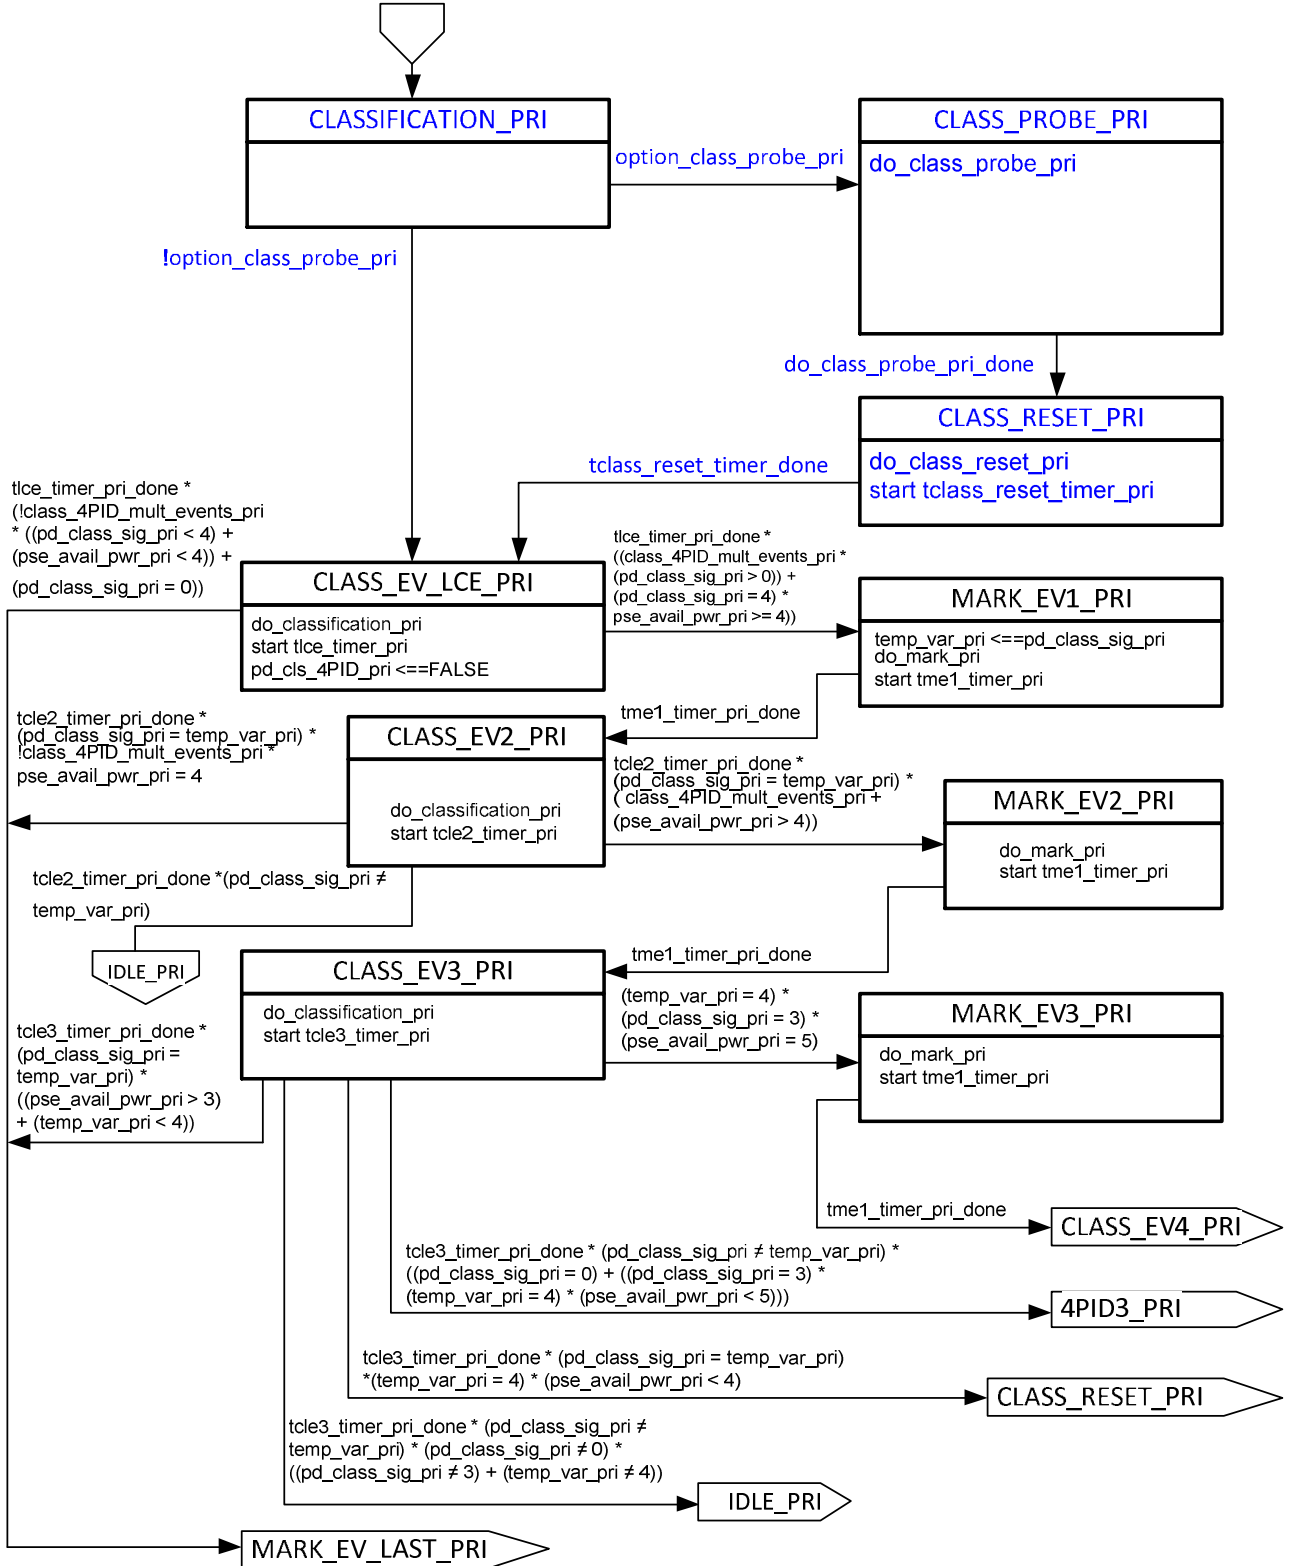 CLASSIFICATION_PRI
CLASS_PROBE_PRI
option_class_probe_pri
do_class_probe_pri
!option_class_probe_pri
do_class_probe_pri_done
CLASS_RESET_PRI
tclass_reset_timer_done
do_class_reset_pri
start tclass_reset_timer_pri
tlce_timer_pri_done *
(!class_4PID_mult_events_pri
* ((pd_class_sig_pri < 4) +
(pse_avail_pwr_pri < 4)) +
(pd_class_sig_pri = 0))
CLASS_EV_LCE_PRI
do_classification_pri
start tlce_timer_pri
pd_cls_4PID_pri <==FALSE
tlce_timer_pri_done *
((class_4PID_mult_events_pri *
(pd_class_sig_pri > 0)) +
(pd_class_sig_pri = 4) *
pse_avail_pwr_pri >= 4))
MARK_EV1_PRI
temp_var_pri <==pd_class_sig_pri
do_mark_pri
start tme1_timer_pri
tme1_timer_pri_done
tcle2_timer_pri_done *
(pd_class_sig_pri = temp_var_pri) *
!class_4PID_mult_events_pri *
pse_avail_pwr_pri = 4
CLASS_EV2_PRI
do_classification_pri
start tcle2_timer_pri
tcle2_timer_pri_done *
(pd_class_sig_pri = temp_var_pri) *
( class_4PID_mult_events_pri +
(pse_avail_pwr_pri > 4))
MARK_EV2_PRI
do_mark_pri
start tme1_timer_pri
tcle2_timer_pri_done *(pd_class_sig_pri ≠
temp_var_pri)
IDLE_PRI
tme1_timer_pri_done
CLASS_EV3_PRI
do_classification_pri
start tcle3_timer_pri
(temp_var_pri = 4) *
(pd_class_sig_pri = 3) *
(pse_avail_pwr_pri = 5)
MARK_EV3_PRI
do_mark_pri
start tme1_timer_pri
tcle3_timer_pri_done *
(pd_class_sig_pri =
temp_var_pri) *
((pse_avail_pwr_pri > 3)
+ (temp_var_pri < 4))
tme1_timer_pri_done
CLASS_EV4_PRI
tcle3_timer_pri_done * (pd_class_sig_pri ≠ temp_var_pri) *
((pd_class_sig_pri = 0) + ((pd_class_sig_pri = 3) *
(temp_var_pri = 4) * (pse_avail_pwr_pri < 5)))
4PID3_PRI
tcle3_timer_pri_done * (pd_class_sig_pri = temp_var_pri)
*(temp_var_pri = 4) * (pse_avail_pwr_pri < 4)
CLASS_RESET_PRI
tcle3_timer_pri_done * (pd_class_sig_pri ≠
temp_var_pri) * (pd_class_sig_pri ≠ 0) *
((pd_class_sig_pri ≠ 3) + (temp_var_pri ≠ 4))
IDLE_PRI
MARK_EV_LAST_PRI